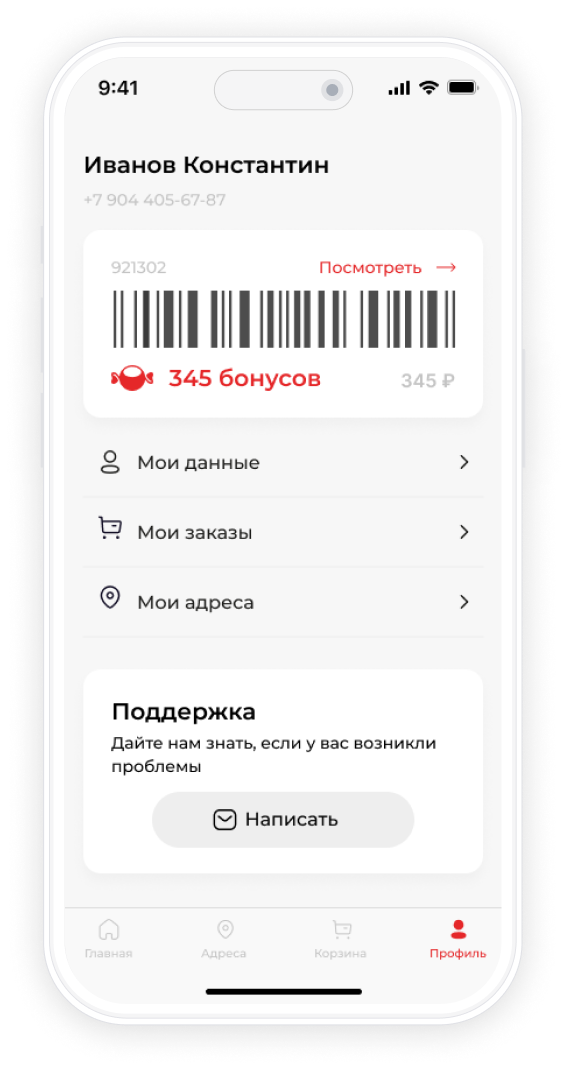 9:41
Иванов Константин
+7 904 405-67-87
921302 Посмотреть →
345 бонусов 345 ₽
Мои данные
Мои заказы
Мои адреса
Поддержка
Дайте нам знать, если у вас возникли
проблемы
Написать
Главная Адреса Корзина Профиль